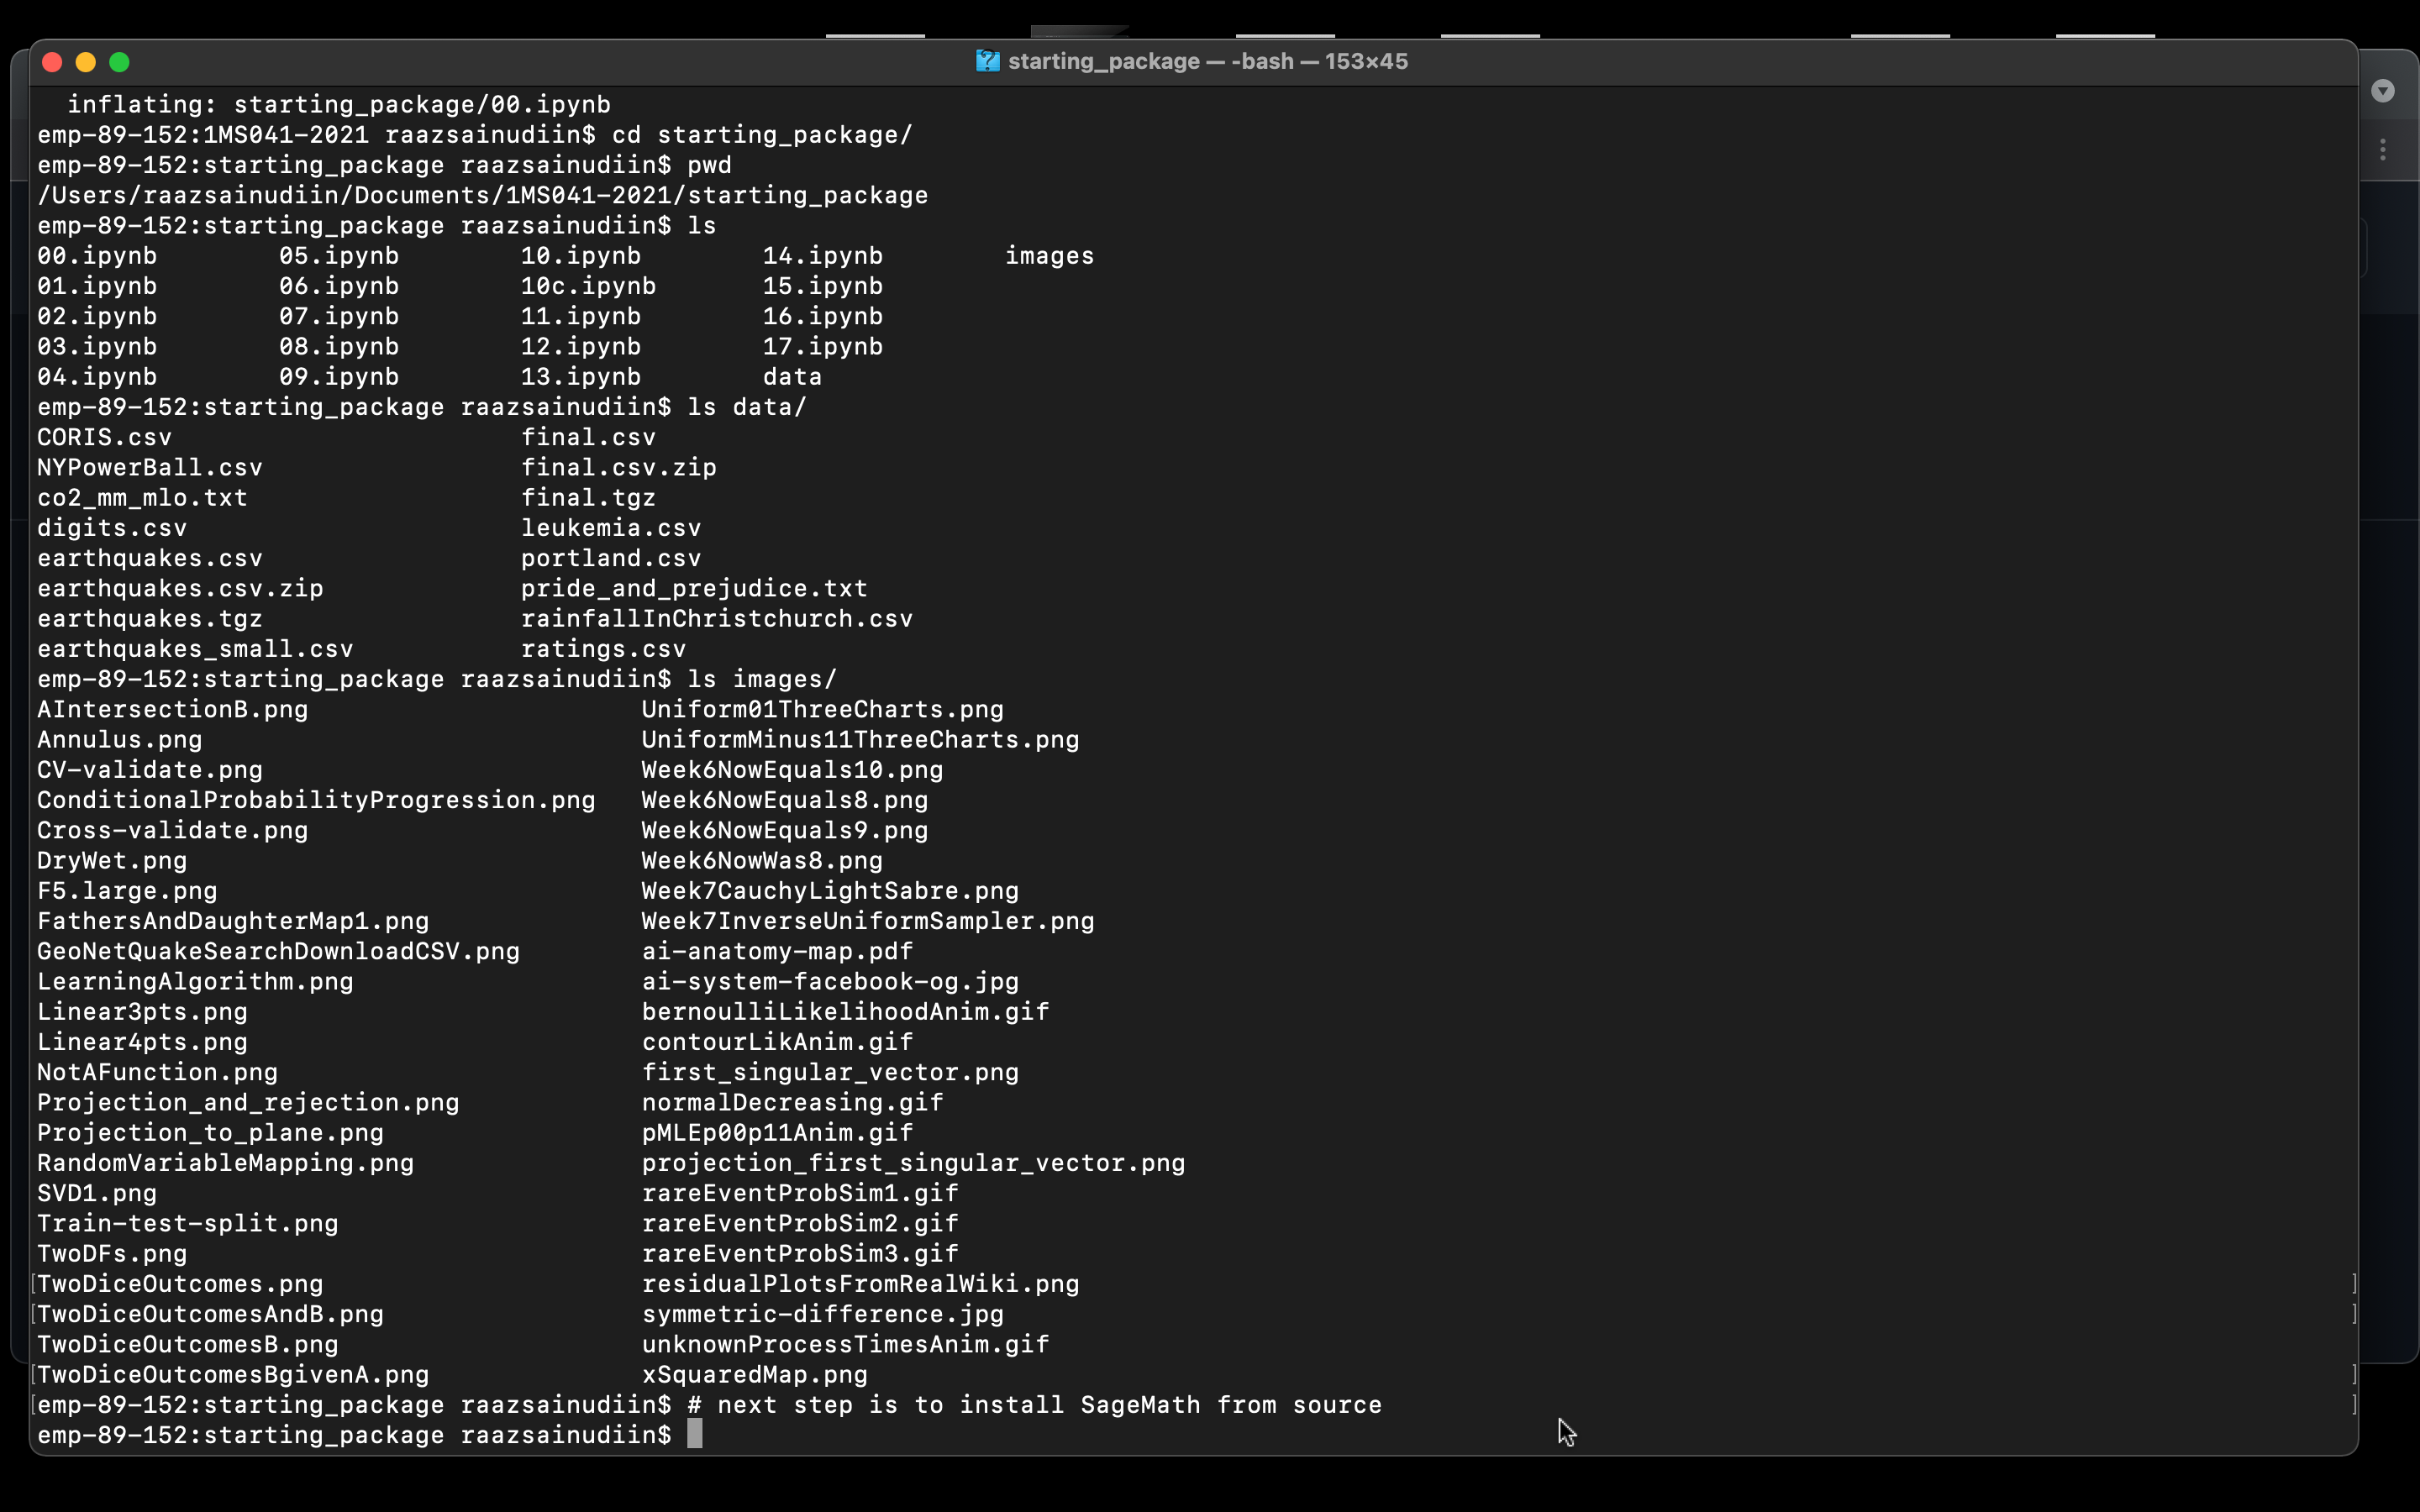 starting_package — -bash — 153×45
inflating: starting_package/00.ipynb
emp-89-152:1MS041-2021 raazsainudiin$ cd starting_package/
emp-89-152:starting_package raazsainudiin$ pwd
/Users/raazsainudiin/Documents/1MS041-2021/starting_package
emp-89-152:starting_package raazsainudiin$ ls
00.ipynb 05.ipynb 10.ipynb 14.ipynb images
01.ipynb 06.ipynb 10c.ipynb 15.ipynb
02.ipynb 07.ipynb 11.ipynb 16.ipynb
03.ipynb 08.ipynb 12.ipynb 17.ipynb
04.ipynb 09.ipynb 13.ipynb data
emp-89-152:starting_package raazsainudiin$ ls data/
CORIS.csv final.csv
NYPowerBall.csv final.csv.zip
co2_mm_mlo.txt final.tgz
digits.csv leukemia.csv
earthquakes.csv portland.csv
earthquakes.csv.zip pride_and_prejudice.txt
earthquakes.tgz rainfallInChristchurch.csv
earthquakes_small.csv ratings.csv
emp-89-152:starting_package raazsainudiin$ ls images/
AIntersectionB.png Uniform01ThreeCharts.png
Annulus.png UniformMinus11ThreeCharts.png
CV-validate.png Week6NowEquals10.png
ConditionalProbabilityProgression.png Week6NowEquals8.png
Cross-validate.png Week6NowEquals9.png
DryWet.png Week6NowWas8.png
F5.large.png Week7CauchyLightSabre.png
FathersAndDaughterMap1.png Week7InverseUniformSampler.png
GeoNetQuakeSearchDownloadCSV.png ai-anatomy-map.pdf
LearningAlgorithm.png ai-system-facebook-og.jpg
Linear3pts.png bernoulliLikelihoodAnim.gif
Linear4pts.png contourLikAnim.gif
NotAFunction.png first_singular_vector.png
Projection_and_rejection.png normalDecreasing.gif
Projection_to_plane.png pMLEp00p11Anim.gif
RandomVariableMapping.png projection_first_singular_vector.png
SVD1.png rareEventProbSim1.gif
Train-test-split.png rareEventProbSim2.gif
TwoDFs.png rareEventProbSim3.gif
[TwoDiceOutcomes.png residualPlotsFromRealWiki.png ]
[TwoDiceOutcomesAndB.png symmetric-difference.jpg ]
TwoDiceOutcomesB.png unknownProcessTimesAnim.gif
[TwoDiceOutcomesBgivenA.png xSquaredMap.png ]
[emp-89-152:starting_package raazsainudiin$ # next step is to install SageMath from source ]
emp-89-152:starting_package raazsainudiin$